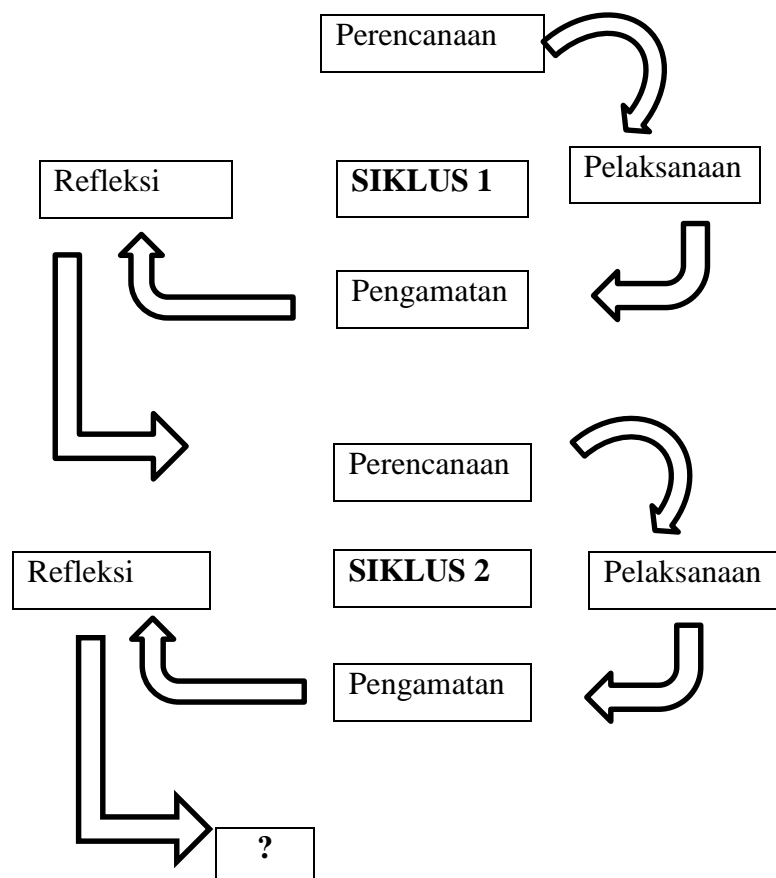 Perencanaan
Refleksi
SIKLUS 1
Pelaksanaan
Pengamatan
Perencanaan
Refleksi
SIKLUS 2
Pelaksanaan
Pengamatan
?